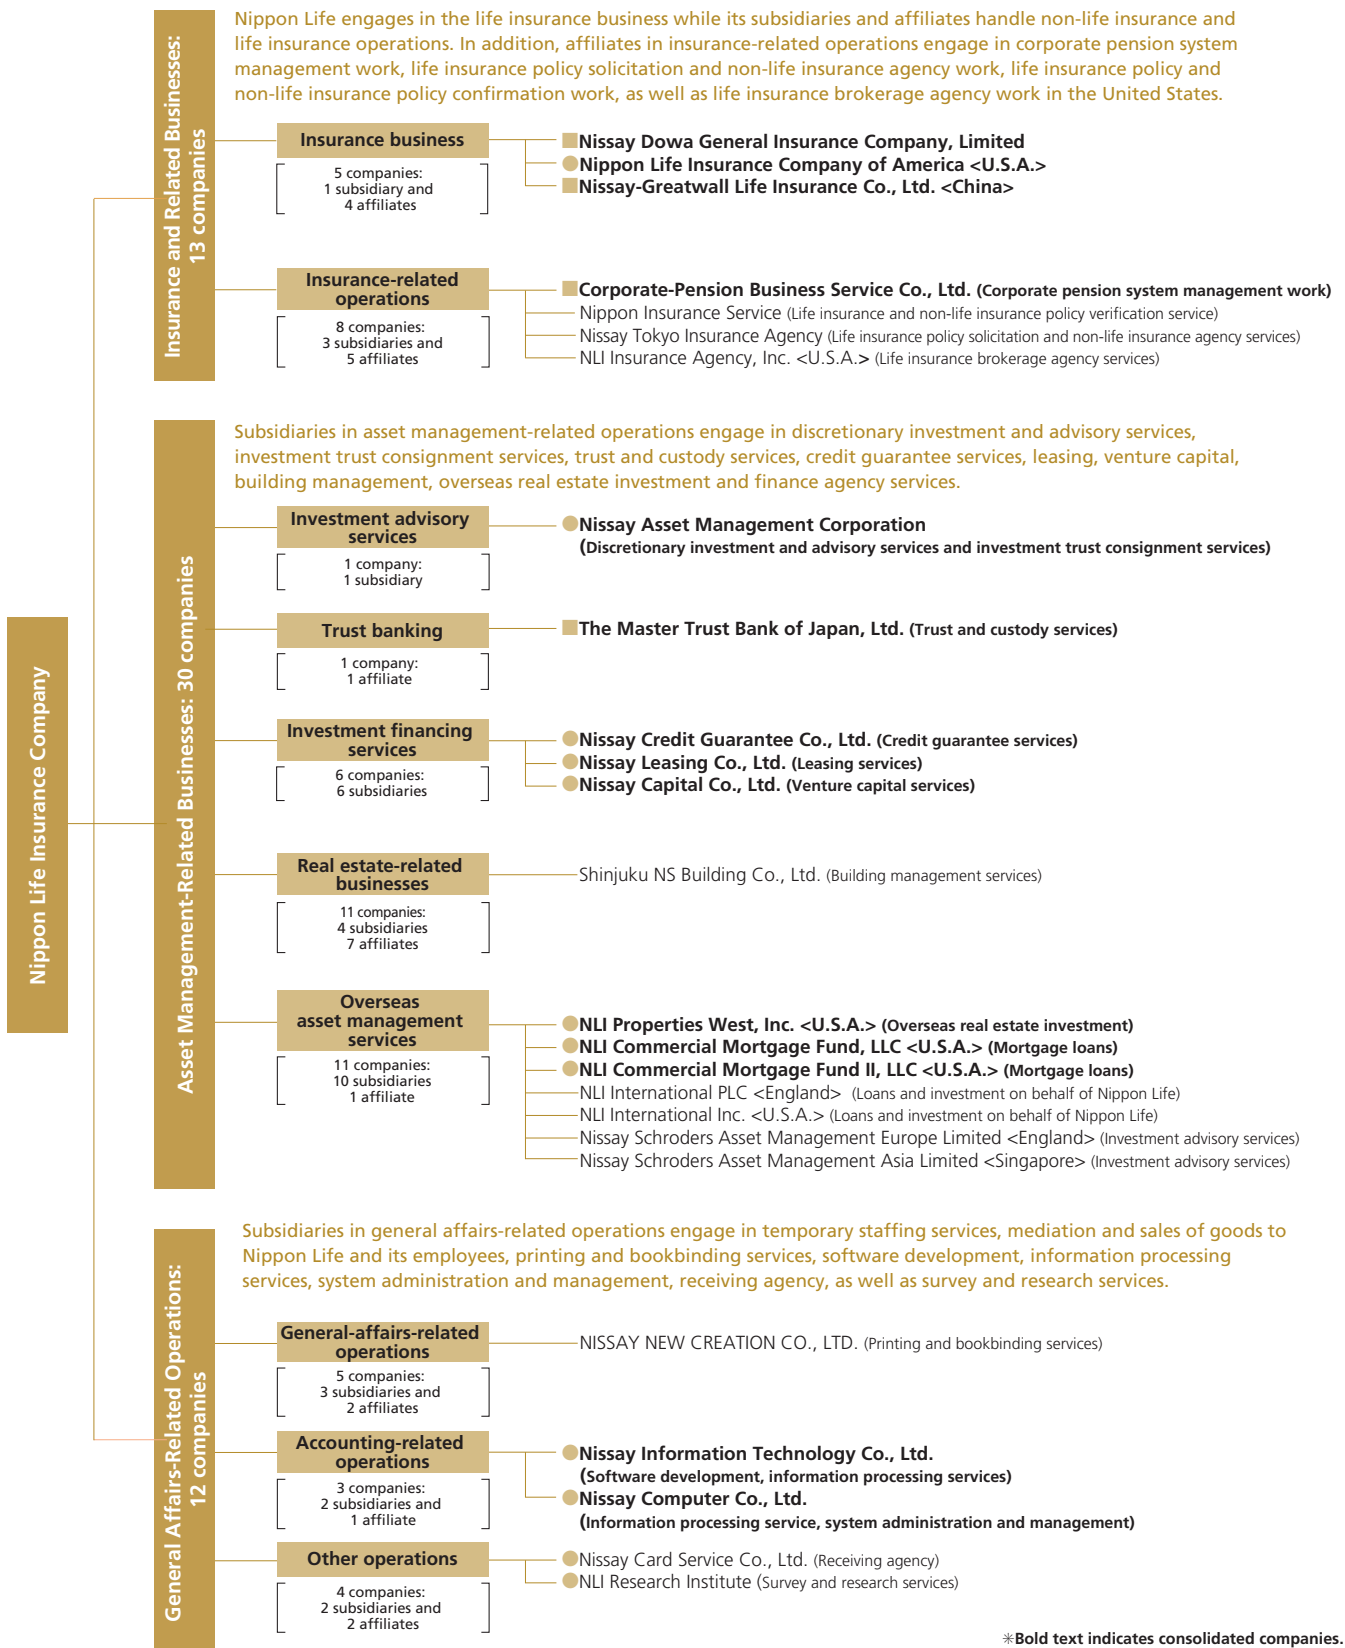 Nippon Life Insurance Company
Insurance and Related Businesses:
13 companies
Nippon Life engages in the life insurance business while its subsidiaries and affiliates handle non-life insurance and
life insurance operations. In addition, affiliates in insurance-related operations engage in corporate pension system
management work, life insurance policy solicitation and non-life insurance agency work, life insurance policy and
non-life insurance policy confirmation work, as well as life insurance brokerage agency work in the United States.
Insurance business
5 companies:
1 subsidiary and
4 affiliates
■Nissay Dowa General Insurance Company, Limited
●Nippon Life Insurance Company of America <U.S.A.>
■Nissay-Greatwall Life Insurance Co., Ltd. <China>
Insurance-related
operations
8 companies:
3 subsidiaries and
5 affiliates
■Corporate-Pension Business Service Co., Ltd. (Corporate pension system management work)
Nippon Insurance Service (Life insurance and non-life insurance policy verification service)
Nissay Tokyo Insurance Agency (Life insurance policy solicitation and non-life insurance agency services)
NLI Insurance Agency, Inc. <U.S.A.> (Life insurance brokerage agency services)
Asset Management-Related Businesses: 30 companies
Subsidiaries in asset management-related operations engage in discretionary investment and advisory services,
investment trust consignment services, trust and custody services, credit guarantee services, leasing, venture capital,
building management, overseas real estate investment and finance agency services.
Investment advisory
services
1 company:
1 subsidiary
●Nissay Asset Management Corporation
(Discretionary investment and advisory services and investment trust consignment services)
Trust banking
1 company:
1 affiliate
■The Master Trust Bank of Japan, Ltd. (Trust and custody services)
Investment financing
services
6 companies:
6 subsidiaries
●Nissay Credit Guarantee Co., Ltd. (Credit guarantee services)
●Nissay Leasing Co., Ltd. (Leasing services)
●Nissay Capital Co., Ltd. (Venture capital services)
Real estate-related
businesses
11 companies:
4 subsidiaries
7 affiliates
Shinjuku NS Building Co., Ltd. (Building management services)
Overseas
asset management
services
11 companies:
10 subsidiaries
1 affiliate
●NLI Properties West, Inc. <U.S.A.> (Overseas real estate investment)
●NLI Commercial Mortgage Fund, LLC <U.S.A.> (Mortgage loans)
●NLI Commercial Mortgage Fund II, LLC <U.S.A.> (Mortgage loans)
NLI International PLC <England> (Loans and investment on behalf of Nippon Life)
NLI International Inc. <U.S.A.> (Loans and investment on behalf of Nippon Life)
Nissay Schroders Asset Management Europe Limited <England> (Investment advisory services)
Nissay Schroders Asset Management Asia Limited <Singapore> (Investment advisory services)
General Affairs-Related Operations:
12 companies
Subsidiaries in general affairs-related operations engage in temporary staffing services, mediation and sales of goods to
Nippon Life and its employees, printing and bookbinding services, software development, information processing
services, system administration and management, receiving agency, as well as survey and research services.
General-affairs-related
operations
5 companies:
3 subsidiaries and
2 affiliates
NISSAY NEW CREATION CO., LTD. (Printing and bookbinding services)
Accounting-related
operations
3 companies:
2 subsidiaries and
1 affiliate
●Nissay Information Technology Co., Ltd.
(Software development, information processing services)
●Nissay Computer Co., Ltd.
(Information processing service, system administration and management)
Other operations
4 companies:
2 subsidiaries and
2 affiliates
●Nissay Card Service Co., Ltd. (Receiving agency)
●NLI Research Institute (Survey and research services)
✳Bold text indicates consolidated companies.